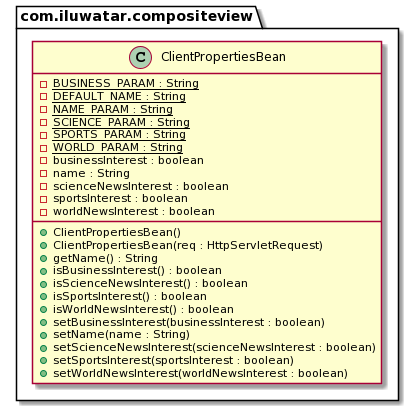 com.iluwatar.compositeview
C ClientPropertiesBean
BUSINESS_PARAM : String
DEFAULT_NAME : String
NAME_PARAM : String
SCIENCE_PARAM : String
SPORTS_PARAM : String
WORLD_PARAM : String
businessInterest : boolean
name : String
scienceNewsInterest : boolean
sportsInterest : boolean
worldNewsInterest : boolean
ClientPropertiesBean()
ClientPropertiesBean(req : HttpServletRequest)
getName() : String
isBusinessInterest() : boolean
isScienceNewsInterest() : boolean
isSportsInterest() : boolean
isWorldNewsInterest() : boolean
setBusinessInterest(businessInterest : boolean)
setName(name : String)
setScienceNewsInterest(scienceNewsInterest : boolean)
setSportsInterest(sportsInterest : boolean)
setWorldNewsInterest(worldNewsInterest : boolean)